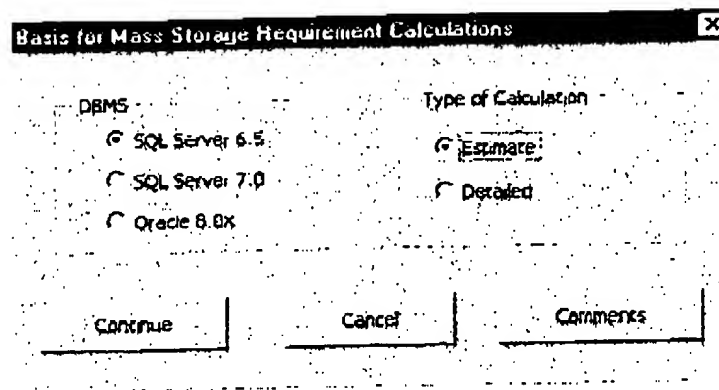 Basis for Mass Storage Requirement Calculations
DBMS
SQL Server 6.5
SQL Server 7.0
Oracle 8.0x
Type of Calculation
Estimate
Detailed
Continue
Cancel
Comments